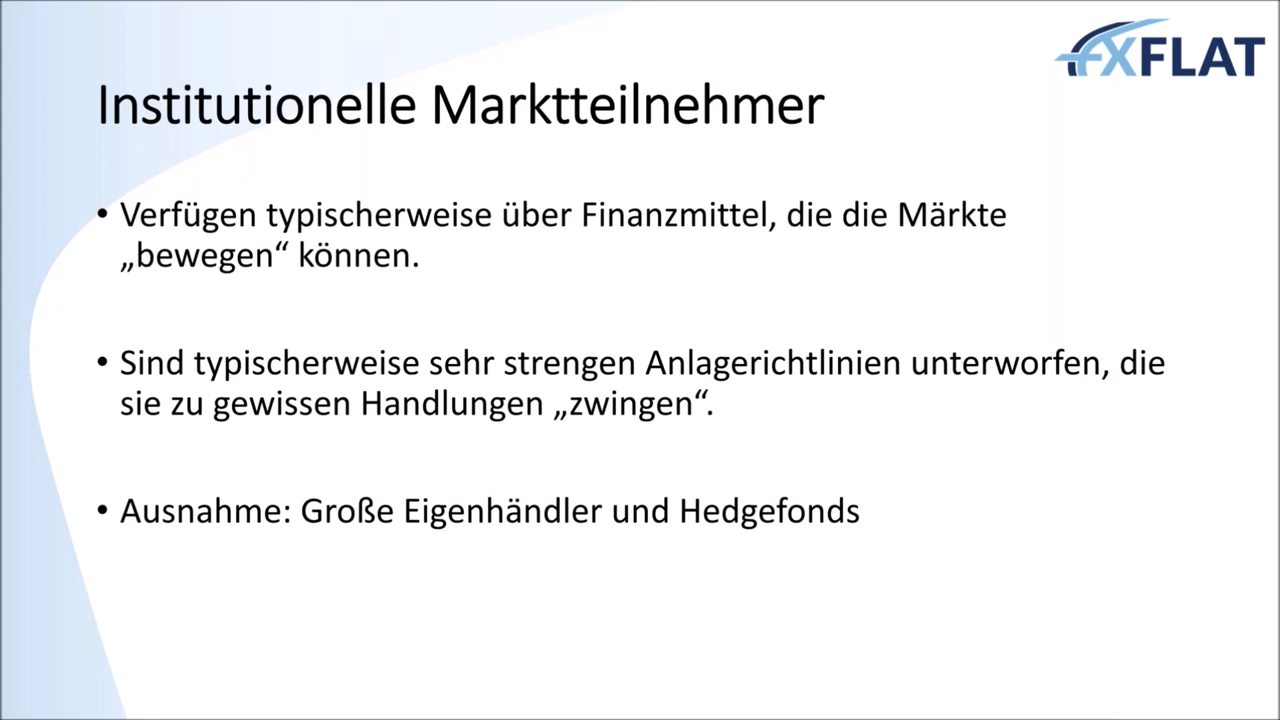 FXFLAT
Institutionelle Marktteilnehmer
• Verfügen typischerweise über Finanzmittel, die die Märkte
„bewegen“ können.
• Sind typischerweise sehr strengen Anlagerichtlinien unterworfen, die
sie zu gewissen Handlungen „zwingen“.
• Ausnahme: Große Eigenhändler und Hedgefonds